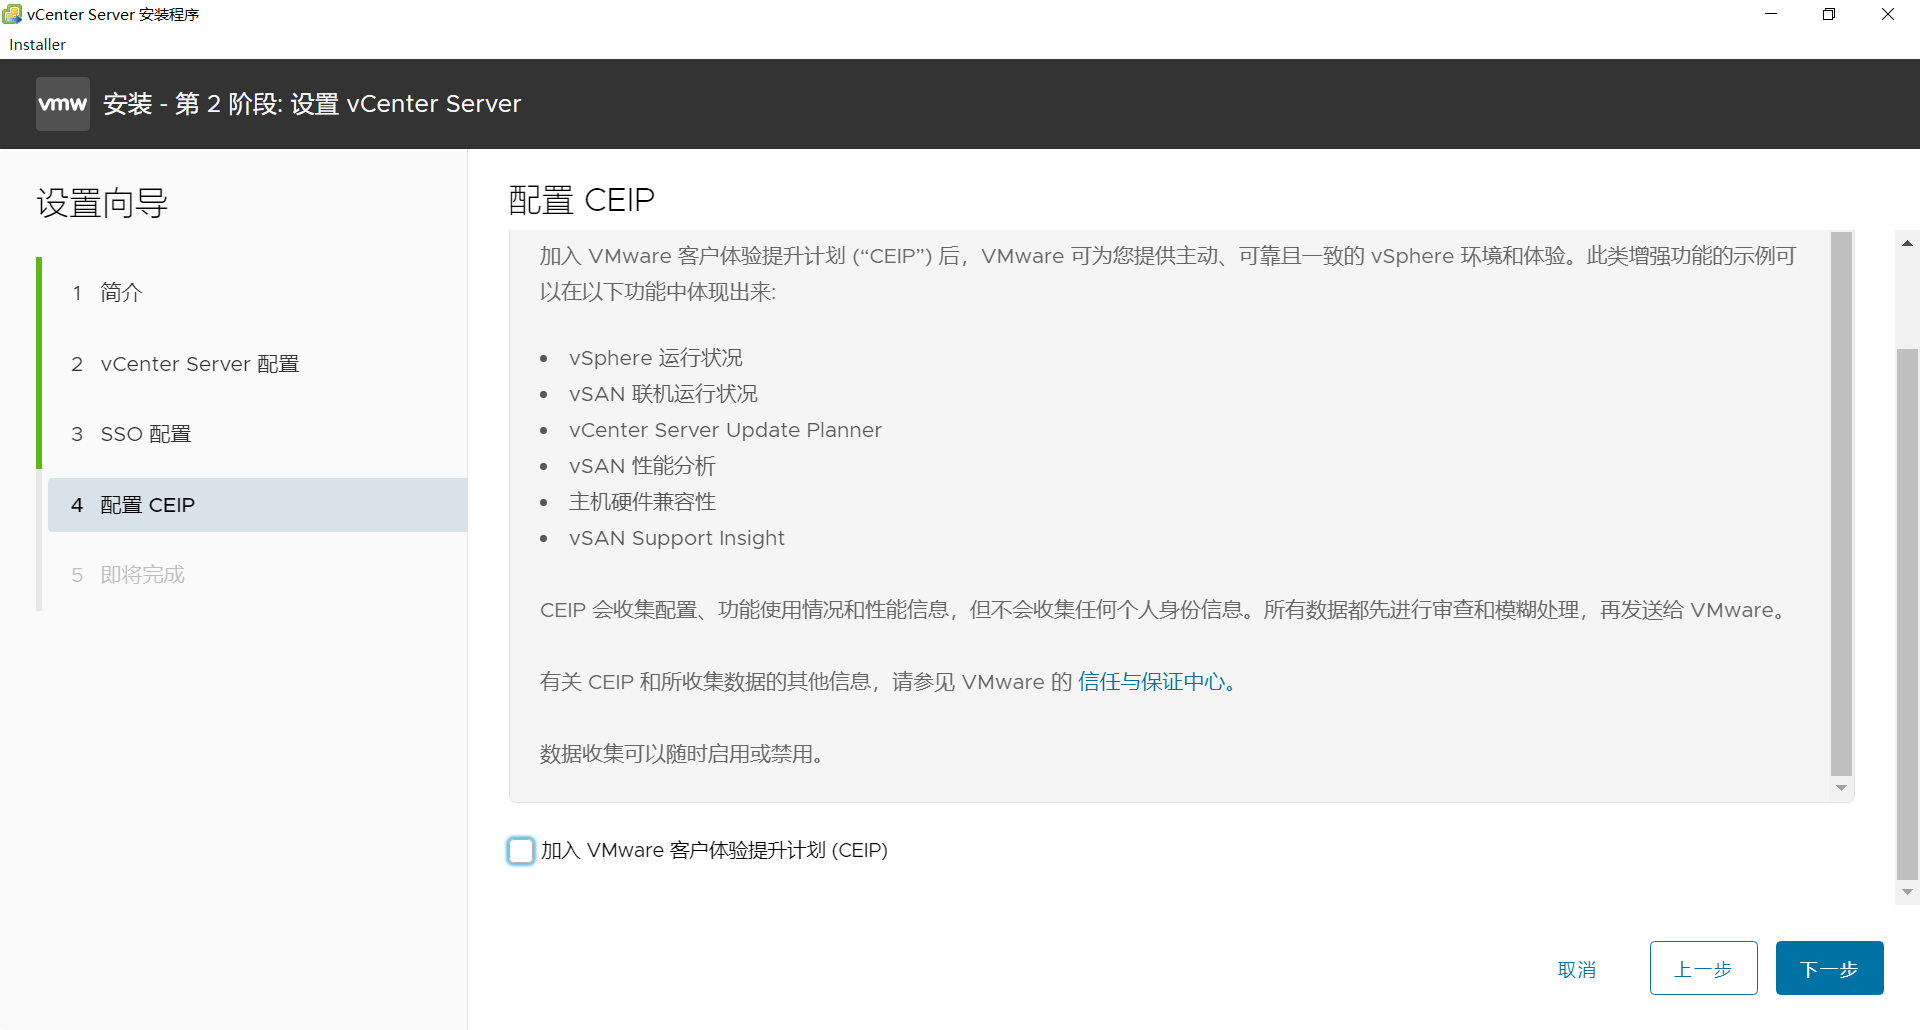 vCenter Server 安装程序
Installer
vmw 安装 - 第 2 阶段: 设置 vCenter Server
设置向导
1 简介
2 vCenter Server 配置
3 SSO 配置
4 配置 CEIP
5 即将完成
配置 CEIP
加入 VMware 客户体验提升计划 (“CEIP”) 后，VMware 可为您提供主动、可靠且一致的 vSphere 环境和体验。此类增强功能的示例可
以在以下功能中体现出来:
• vSphere 运行状况
• vSAN 联机运行状况
• vCenter Server Update Planner
• vSAN 性能分析
• 主机硬件兼容性
• vSAN Support Insight
CEIP 会收集配置、功能使用情况和性能信息，但不会收集任何个人身份信息。所有数据都先进行审查和模糊处理，再发送给 VMware。
有关 CEIP 和所收集数据的其他信息，请参见 VMware 的 信任与保证中心。
数据收集可以随时启用或禁用。
加入 VMware 客户体验提升计划 (CEIP)
取消
上一步
下一步